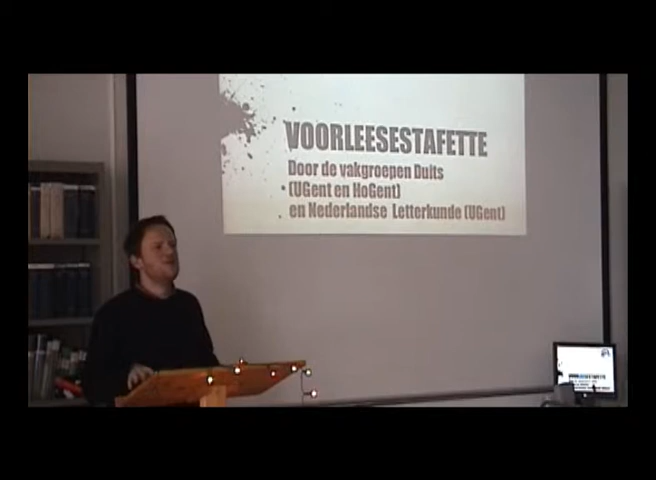 VOORLEESESTAFETTE
Door de vakgroepen Duits
(UGent en HoGent)
en Nederlandse Letterkunde (UGent)